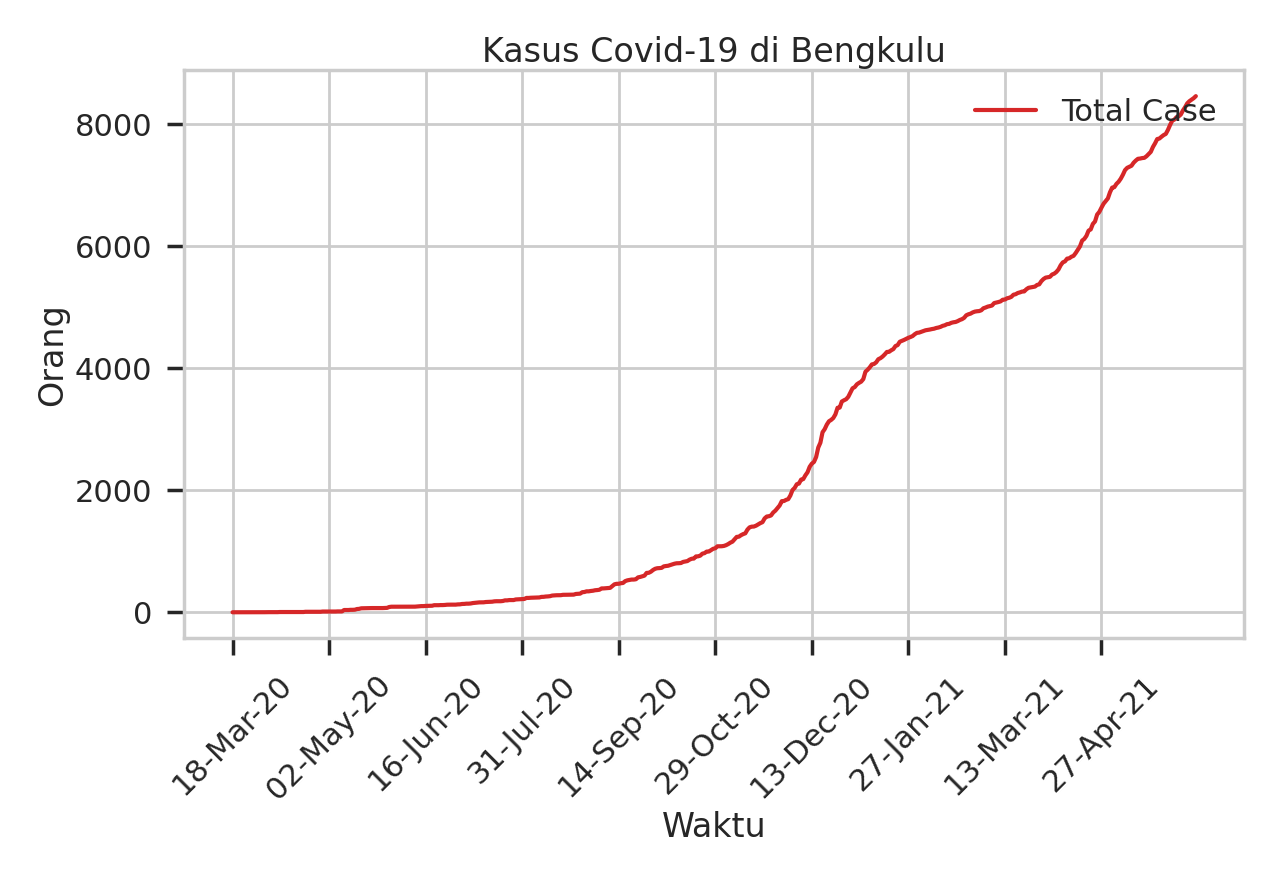 Kasus Covid-19 di Bengkulu
Total Case
8000
6000
4000
2000
0
Orang
18-Mar-20
02-May-20
16-Jun-20
31-Jul-20
14-Sep-20
29-Oct-20
13-Dec-20
27-Jan-21
13-Mar-21
27-Apr-21
Waktu